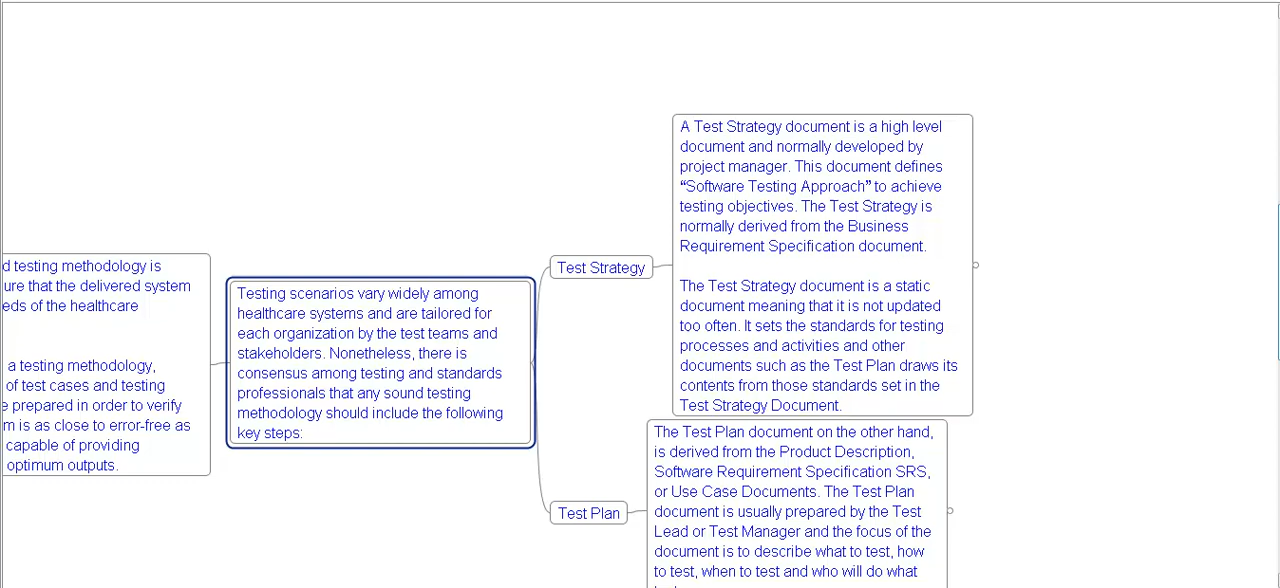 d testing methodology is
ure that the delivered system
eds of the healthcare
a testing methodology,
of test cases and testing
e prepared in order to verify
m is as close to error-free as
capable of providing
optimum outputs.
Testing scenarios vary widely among
healthcare systems and are tailored for
each organization by the test teams and
stakeholders. Nonetheless, there is
consensus among testing and standards
professionals that any sound testing
methodology should include the following
key steps:
Test Strategy
A Test Strategy document is a high level
document and normally developed by
project manager. This document defines
“Software Testing Approach” to achieve
testing objectives. The Test Strategy is
normally derived from the Business
Requirement Specification document.
The Test Strategy document is a static
document meaning that it is not updated
too often. It sets the standards for testing
processes and activities and other
documents such as the Test Plan draws its
contents from those standards set in the
Test Strategy Document.
Test Plan
The Test Plan document on the other hand,
is derived from the Product Description,
Software Requirement Specification SRS,
or Use Case Documents. The Test Plan
document is usually prepared by the Test
Lead or Test Manager and the focus of the
document is to describe what to test, how
to test, when to test and who will do what